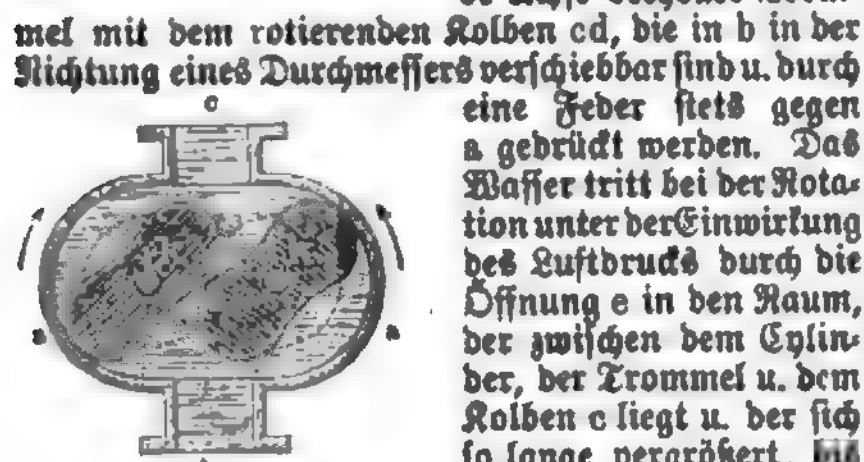 mel mit dem rotierenden Kolben cd, die in b in der
Richtung eines Durchmessers verschiebbar sind u. durch
c
eine Feder stets gegen
a gedrückt werden. Das
Wasser tritt bei der Rota-
tion unter der Einwirkung
des Luftdrucks durch die
Öffnung e in den Raum,
der zwischen dem Cylin-
der, der Trommel u. dem
Kolben c liegt u. der sich
so lange vergrößert, bis